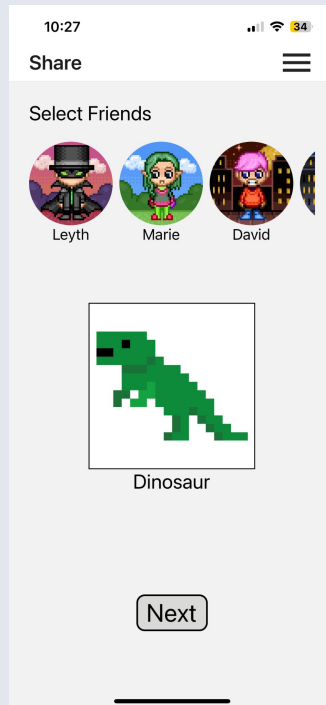 10:27
34
Share
Select Friends
Leyth Marie David
Dinosaur
Next